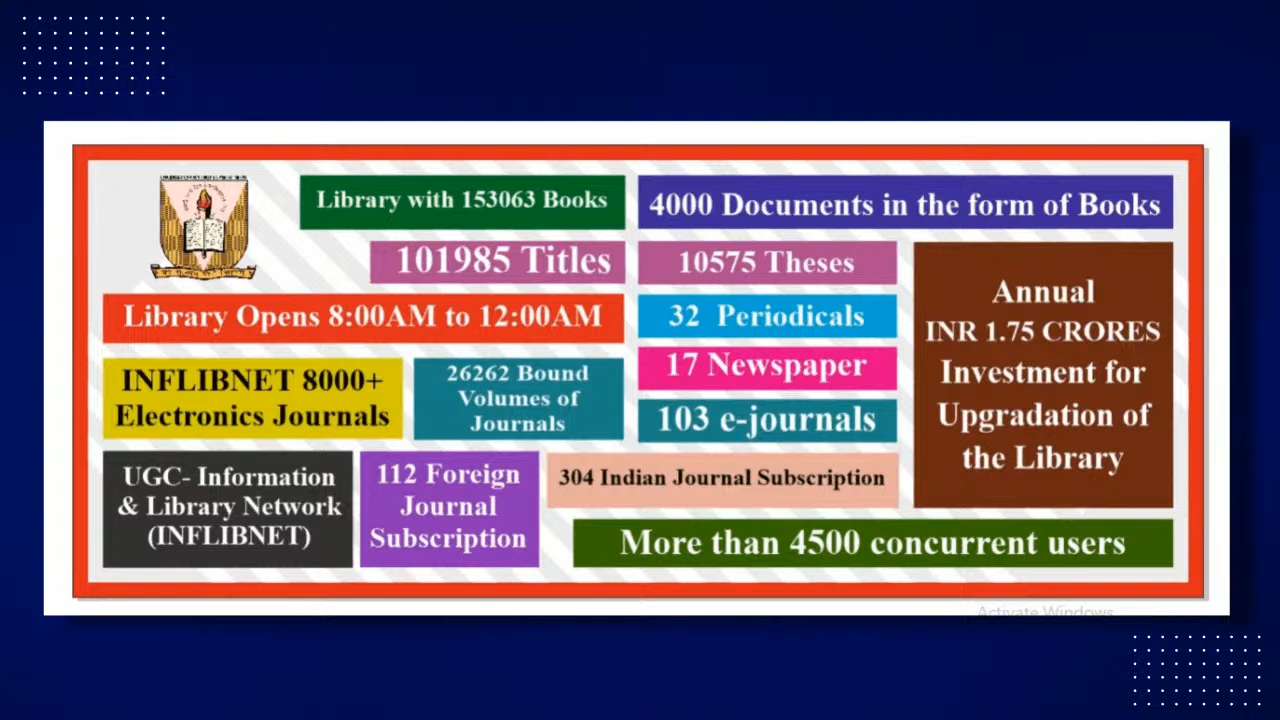 Library with 153063 Books
4000 Documents in the form of Books
101985 Titles
10575 Theses
Library Opens 8:00AM to 12:00AM
32 Periodicals
17 Newspaper
INFLIBNET 8000+
Electronics Journals
26262 Bound
Volumes of
Journals
103 e-journals
Annual
INR 1.75 CRORES
Investment for
Upgradation of
the Library
UGC- Information
& Library Network
(INFLIBNET)
112 Foreign
Journal
Subscription
304 Indian Journal Subscription
More than 4500 concurrent users
Activate Windows